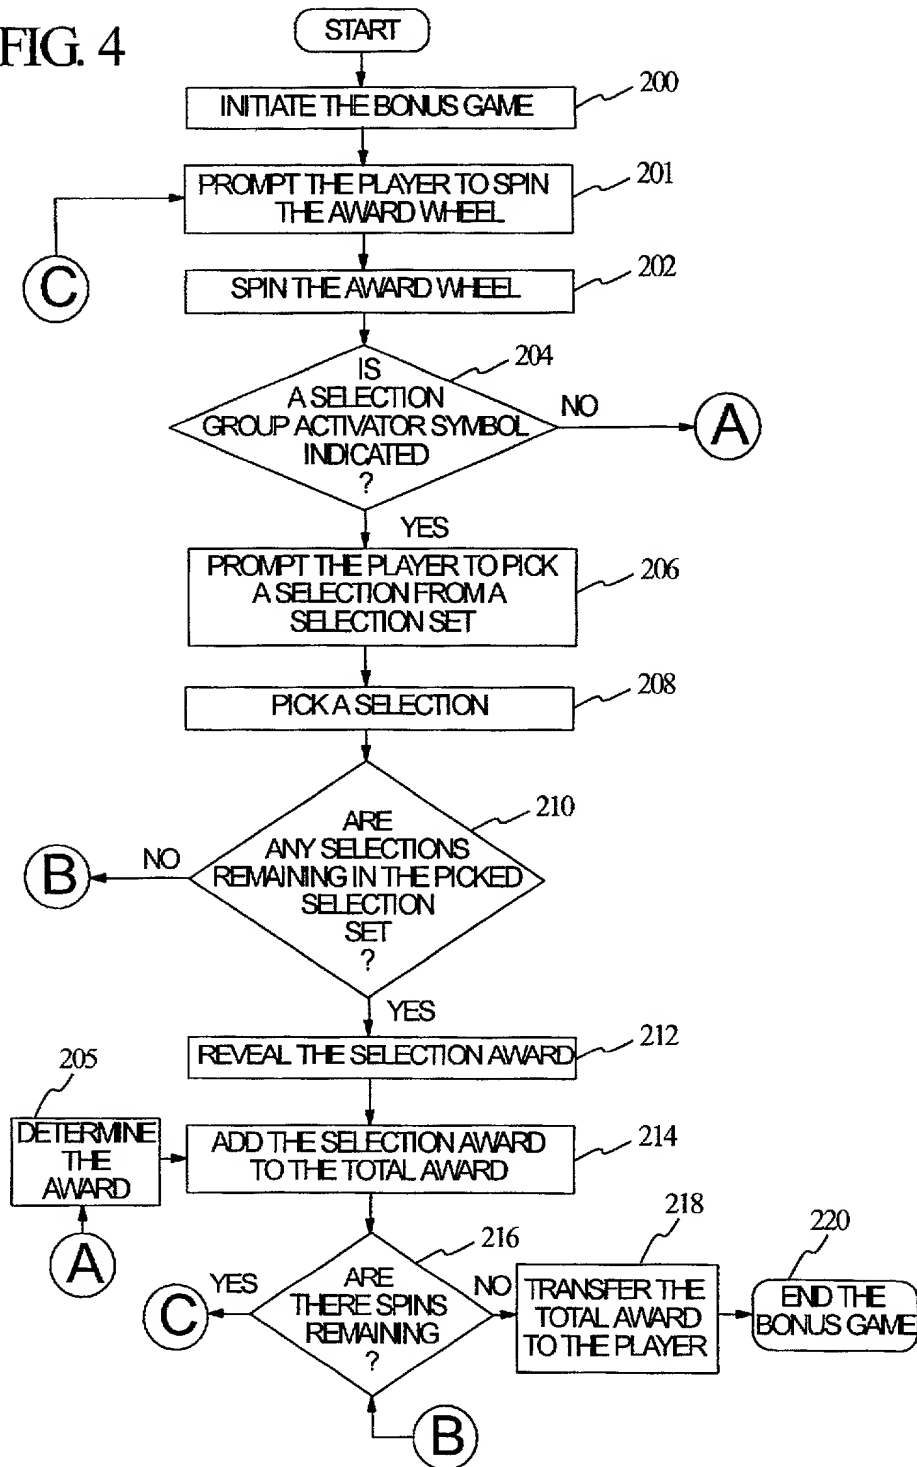 FIG. 4
START
INITIATE THE BONUS GAME
200
PROMPT THE PLAYER TO SPIN
THE AWARD WHEEL
201
C
SPIN THE AWARD WHEEL
202
IS
A SELECTION
GROUP ACTIVATOR SYMBOL
INDICATED
?
204
NO
A
YES
PROMPT THE PLAYER TO PICK
A SELECTION FROM A
SELECTION SET
206
PICK A SELECTION
208
ARE
ANY SELECTIONS
REMAINING IN THE PICKED
SELECTION
SET
?
210
NO
B
YES
REVEAL THE SELECTION AWARD
212
205
DETERMINE
THE
AWARD
A
ADD THE SELECTION AWARD
TO THE TOTAL AWARD
214
ARE
THERE SPINS
REMAINING
?
216
YES
C
NO
TRANSFER THE
TOTAL AWARD
TO THE PLAYER
218
END THE
BONUS GAME
220
B